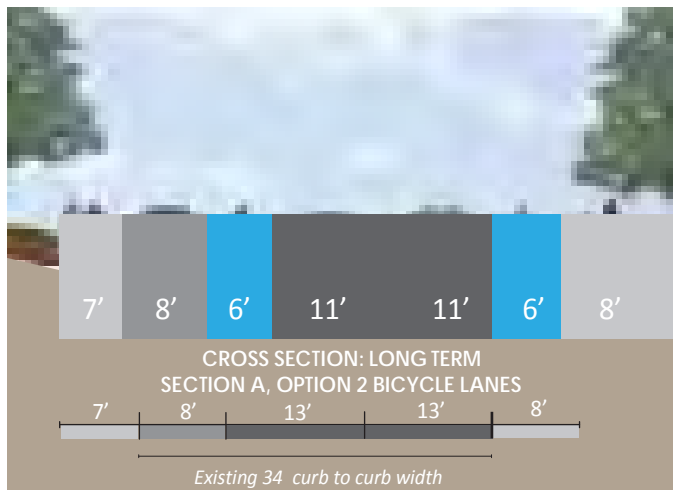 7’ 8’ 6’ 11’ 11’ 6’ 8’
CROSS SECTION: LONG TERM
SECTION A, OPTION 2 BICYCLE LANES
7’ 8’ 13’ 13’ 8’
Existing 34 curb to curb width